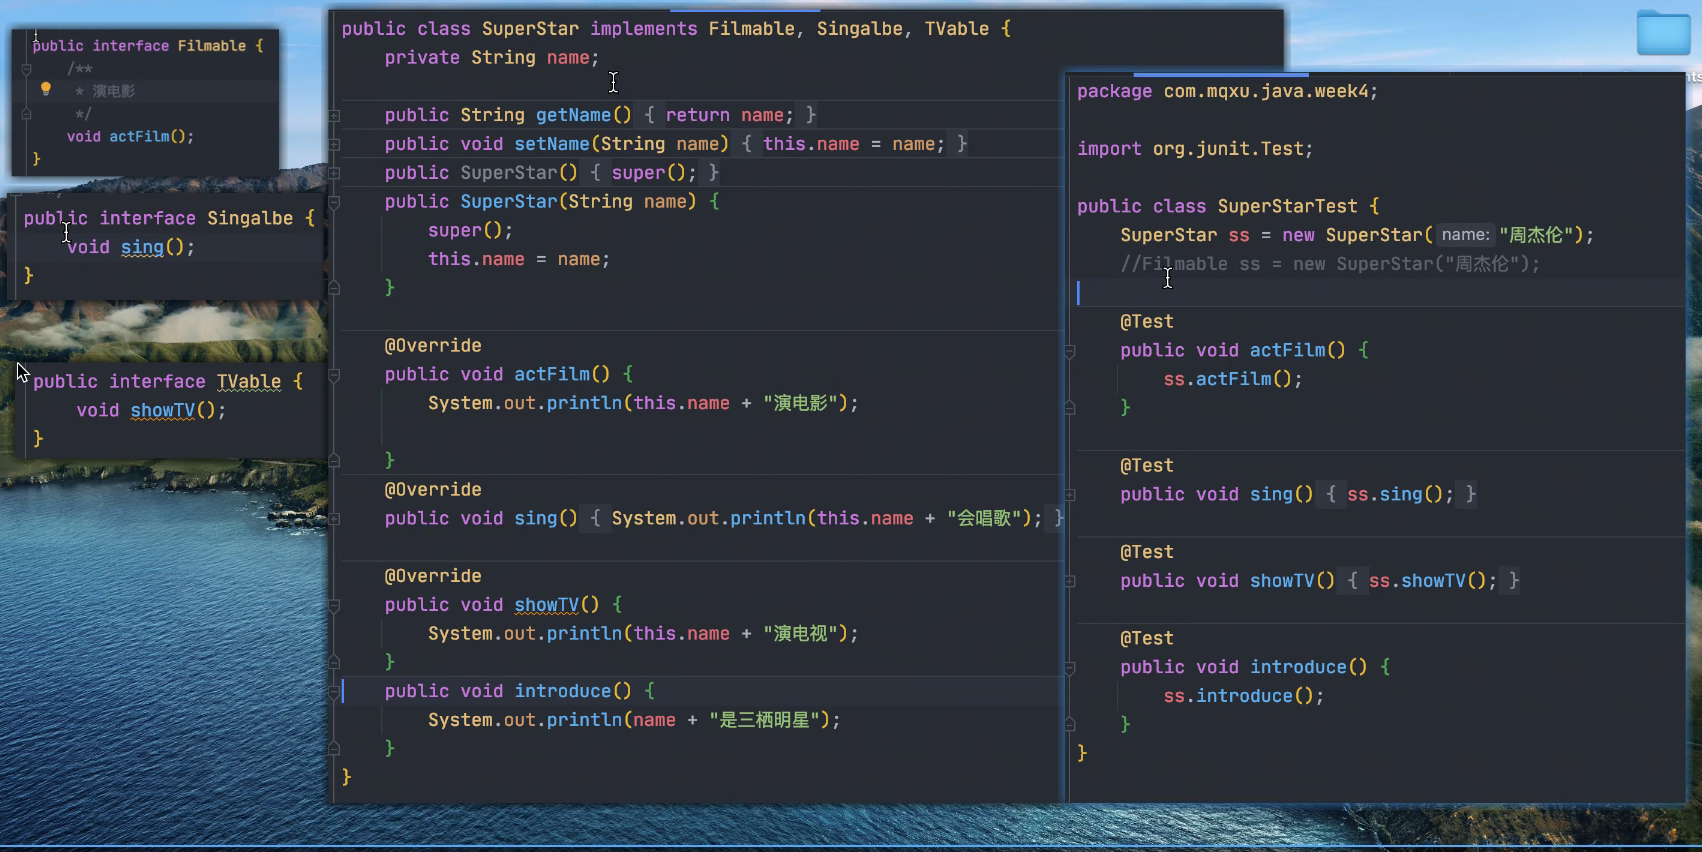 public interface Filmable {
/**
* 演电影
*/
void actFilm();
}
public interface Singalbe {
void sing();
}
public interface TVable {
void showTV();
}
public class SuperStar implements Filmable, Singalbe, TVable {
private String name;
public String getName() { return name; }
public void setName(String name) { this.name = name; }
public SuperStar() { super(); }
public SuperStar(String name) {
super();
this.name = name;
}
@Override
public void actFilm() {
System.out.println(this.name + "演电影");
}
@Override
public void sing() { System.out.println(this.name + "会唱歌"); }
@Override
public void showTV() {
System.out.println(this.name + "演电视");
}
public void introduce() {
System.out.println(name + "是三栖明星");
}
}
package com.mqxu.java.week4;
import org.junit.Test;
public class SuperStarTest {
SuperStar ss = new SuperStar( name: "周杰伦");
//Filmable ss = new SuperStar("周杰伦");
@Test
public void actFilm() {
ss.actFilm();
}
@Test
public void sing() { ss.sing(); }
@Test
public void showTV() { ss.showTV(); }
@Test
public void introduce() {
ss.introduce();
}
}